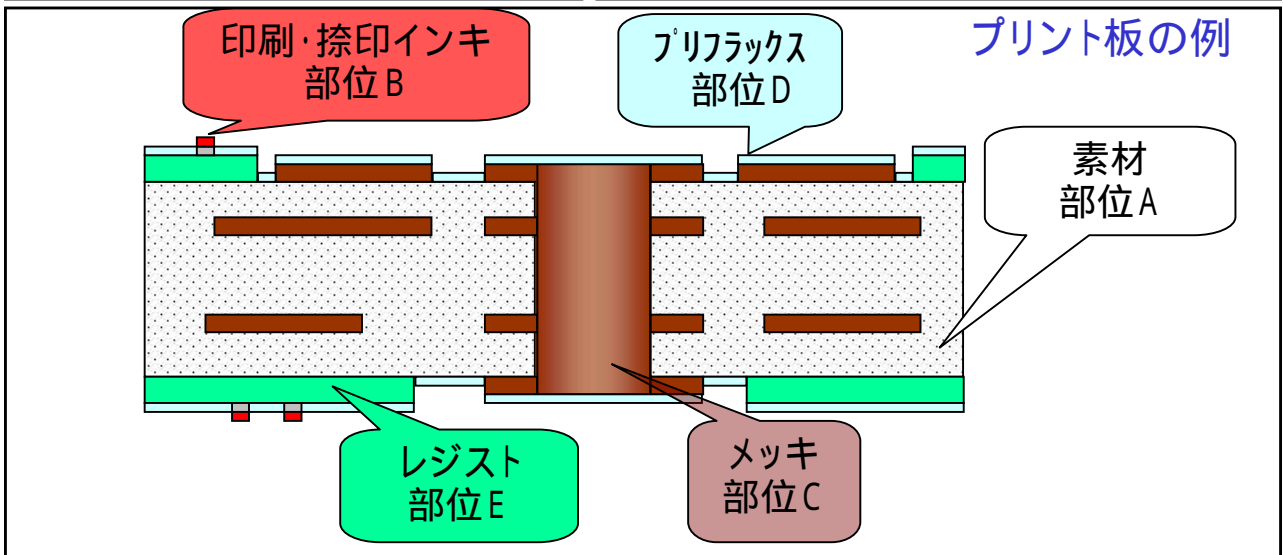 プリント板の例
印刷・捺印インキ
部位B
プリフラックス
部位D
素材
部位A
レジスト
部位E
メッキ
部位C